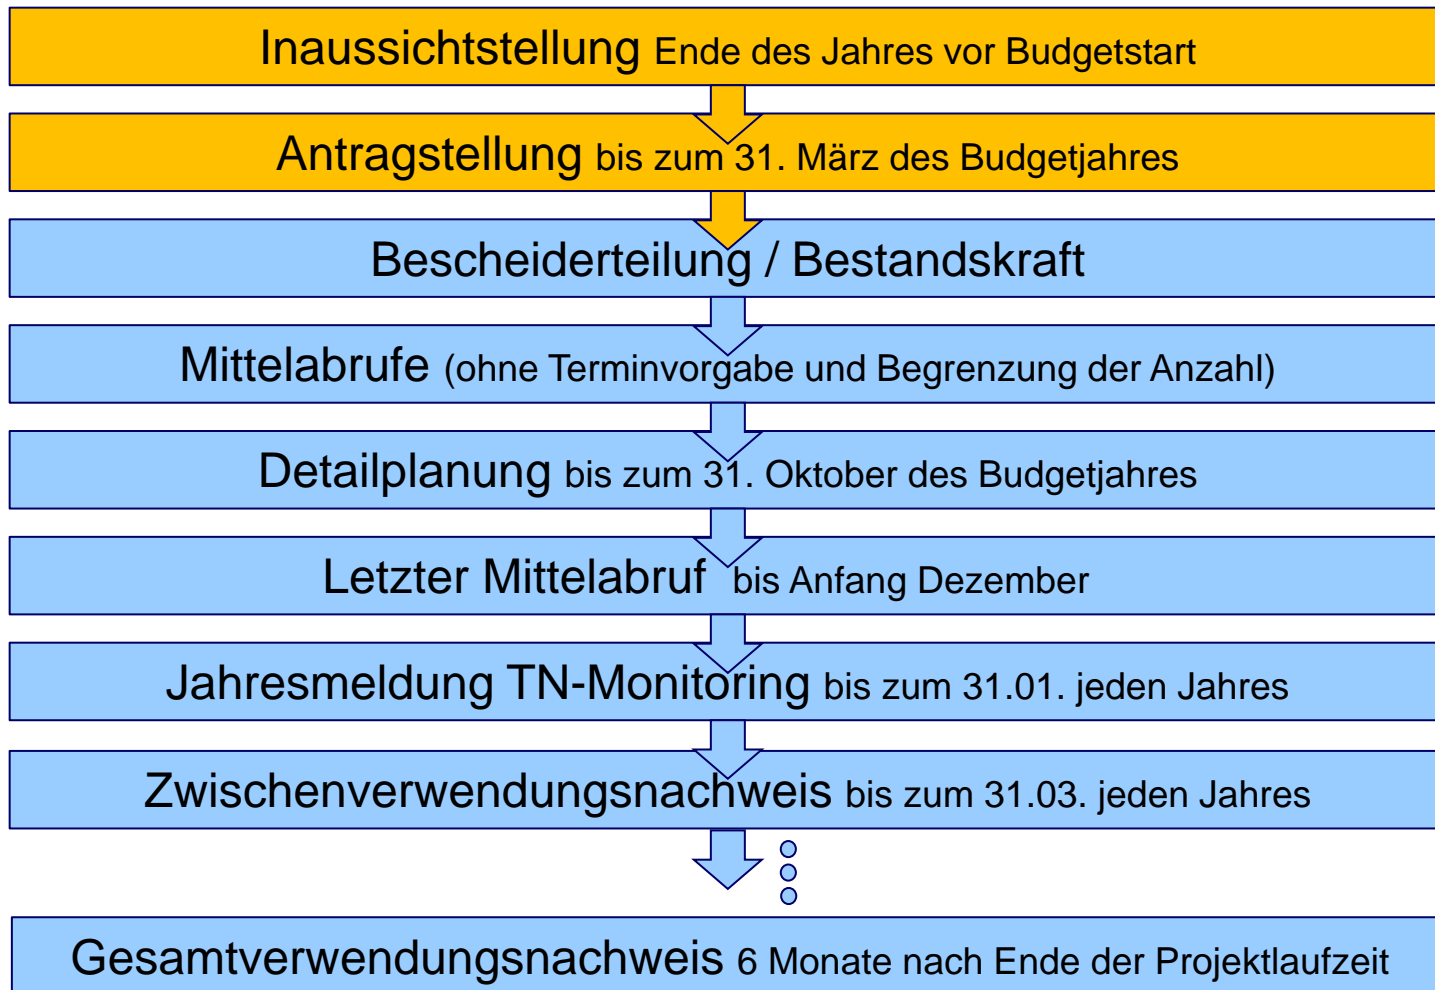 Inaussichtstellung Ende des Jahres vor Budgetstart
Antragstellung bis zum 31. März des Budgetjahres
Bescheiderteilung / Bestandskraft
Mittelabrufe (ohne Terminvorgabe und Begrenzung der Anzahl)
Detailplanung bis zum 31. Oktober des Budgetjahres
Letzter Mittelabruf bis Anfang Dezember
Jahresmeldung TN-Monitoring bis zum 31.01. jeden Jahres
Zwischenverwendungsnachweis bis zum 31.03. jeden Jahres
Gesamtverwendungsnachweis 6 Monate nach Ende der Projektlaufzeit